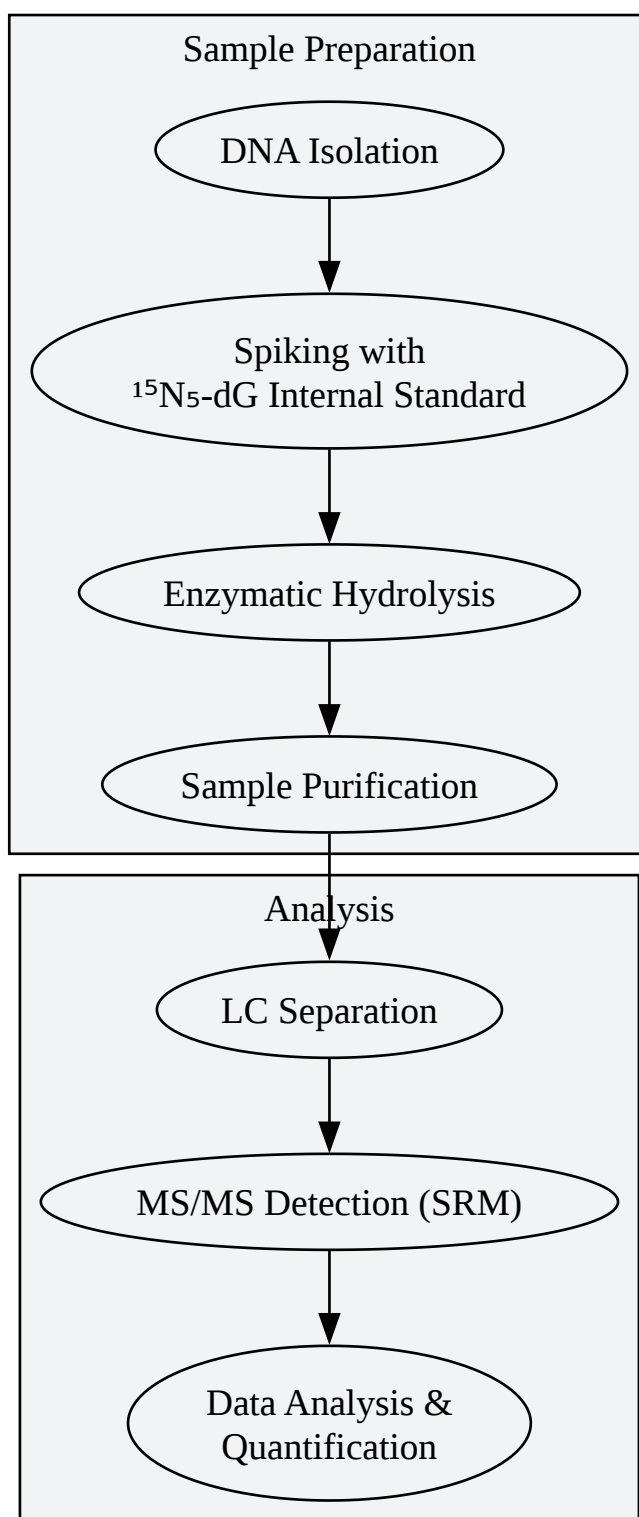 Sample Preparation
DNA Isolation
Spiking with
¹⁵N₅-dG Internal Standard
Enzymatic Hydrolysis
Sample Purification
Analysis
LC Separation
MS/MS Detection (SRM)
Data Analysis &
Quantification